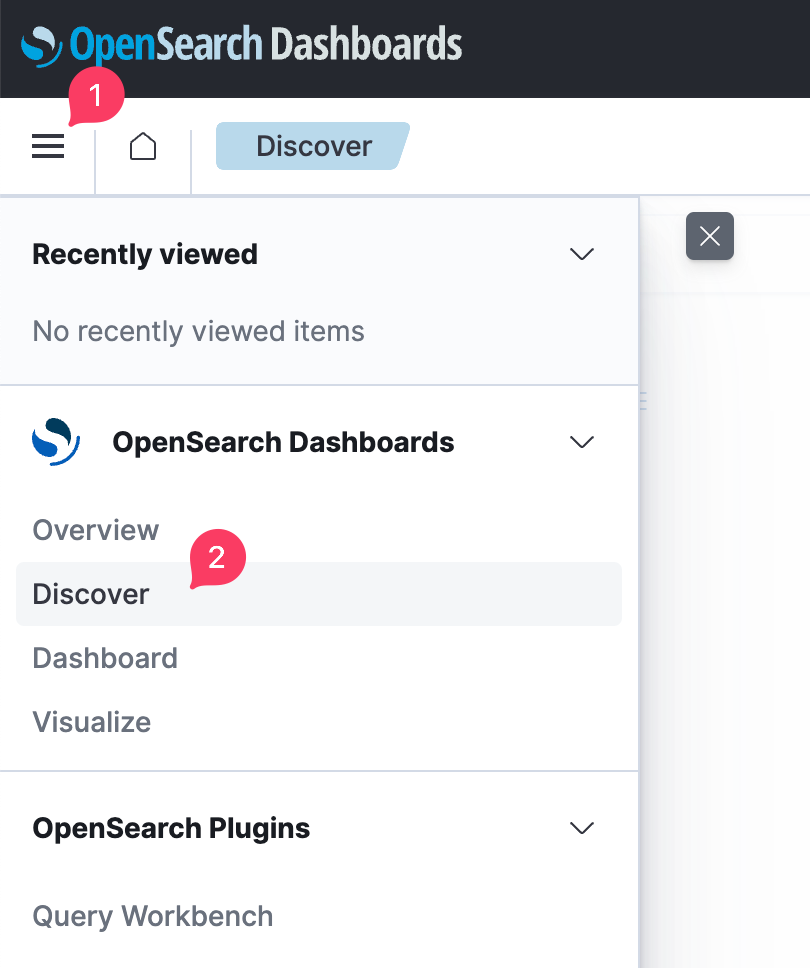 OpenSearch Dashboards
1
Discover
Recently viewed
No recently viewed items
OpenSearch Dashboards
Overview
2
Discover
Dashboard
Visualize
OpenSearch Plugins
Query Workbench